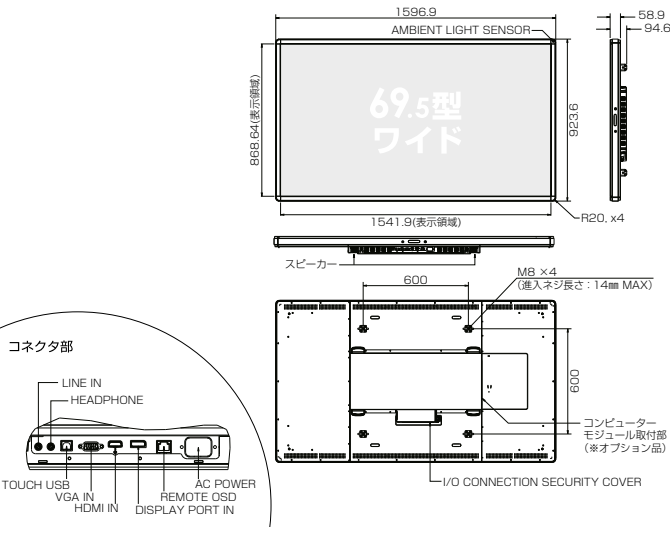 1596.9
AMBIENT LIGHT SENSOR
58.9
94.6
868.64(表示領域)
69.5型
ワイド
923.6
R20, x4
1541.9(表示領域)
スピーカー
600
M8 ×4
(進入ネジ長さ：14㎜ MAX)
600
コンピューター
モジュール取付部
(※オプション品)
I/O CONNECTION SECURITY COVER
コネクタ部
LINE IN
HEADPHONE
TOUCH USB
VGA IN
HDMI IN
DISPLAY PORT IN
REMOTE OSD
AC POWER